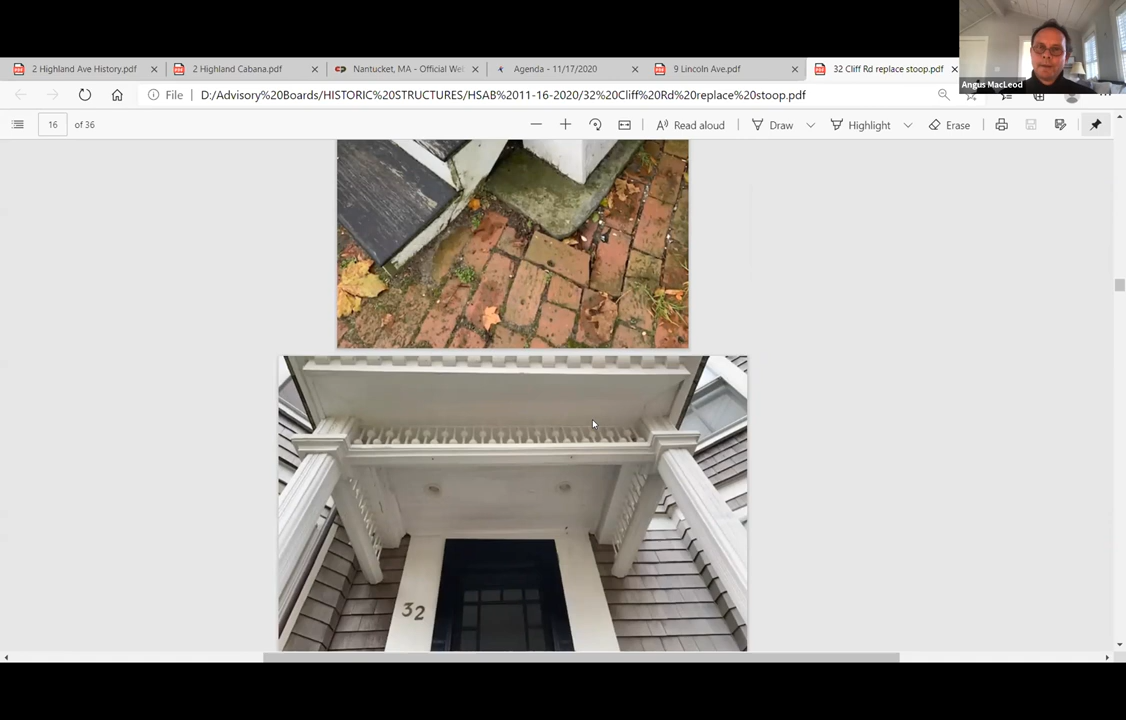 2 Highland Ave History.pdf
2 Highland Cabana.pdf
Nantucket, MA - Official We
Agenda - 11/17/2020
9 Lincoln Ave.pdf
32 Cliff Rd replace stoop.pdf
Angus MacLeod
File
D:/Advisory%20Boards/HISTORIC%20STRUCTURES/HSAB%2011-16-2020/32%20Cliff%20Rd%20replace%20stoop.pdf
16 of 36
Read aloud
Draw
Highlight
Erase
32